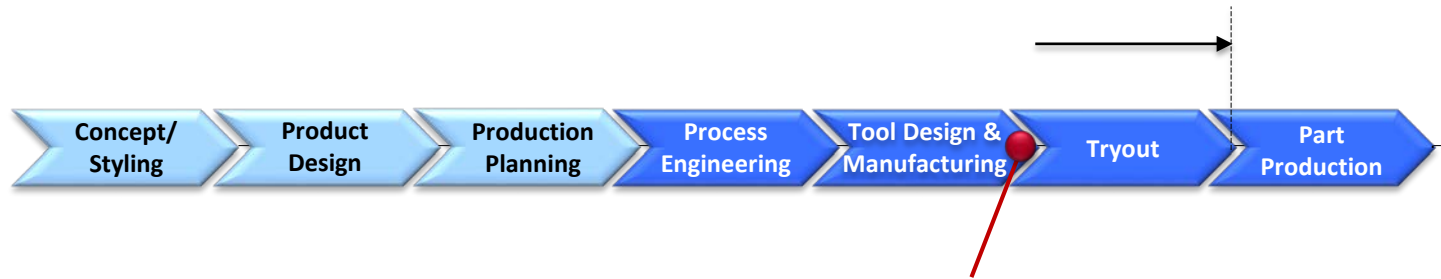 Concept/
Styling
Product
Design
Production
Planning
Process
Engineering
Tool Design &
Manufacturing
Tryout
Part
Production